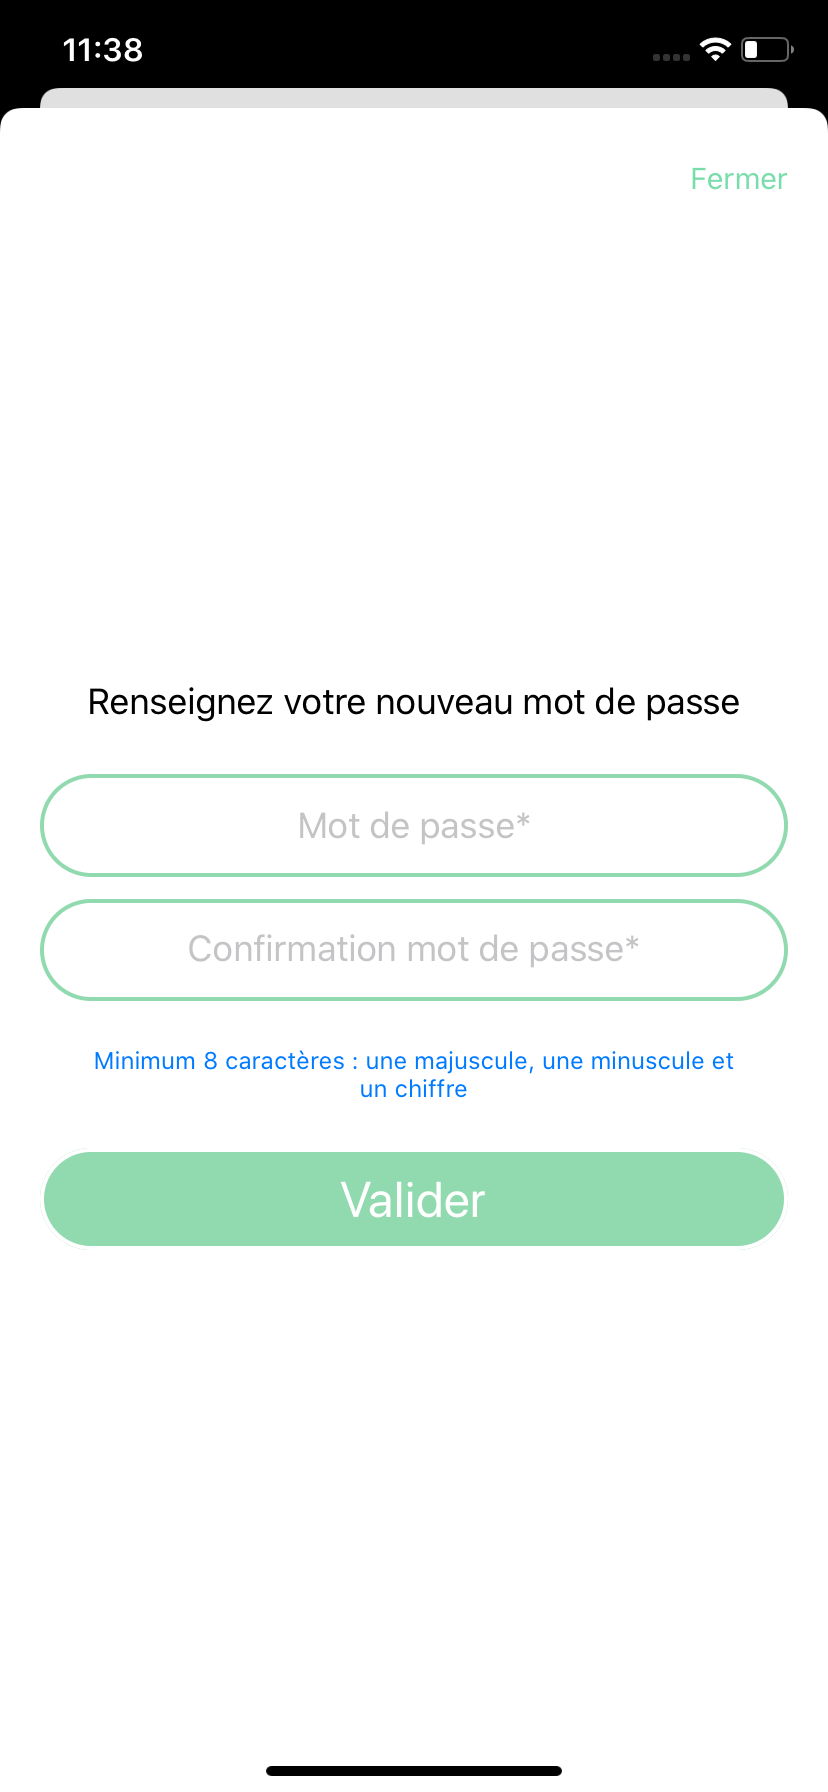 11:38
Fermer
Renseignez votre nouveau mot de passe
Mot de passe*
Confirmation mot de passe*
Minimum 8 caractères : une majuscule, une minuscule et
un chiffre
Valider